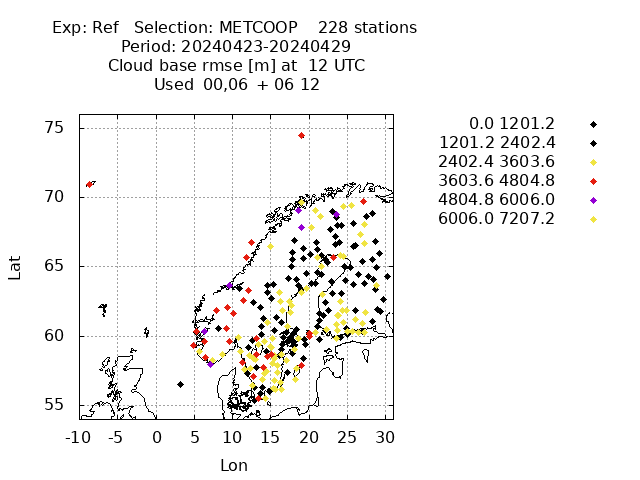 Exp: Ref   Selection: METCOOP    228 stations
Period: 20240423-20240429
Cloud base rmse [m] at  12 UTC
Used  00,06  + 06 12
0.0 1201.2
1201.2 2402.4
2402.4 3603.6
3603.6 4804.8
4804.8 6006.0
6006.0 7207.2
75
70
65
60
55
Lat
-10 -5 0 5 10 15 20 25 30
Lon